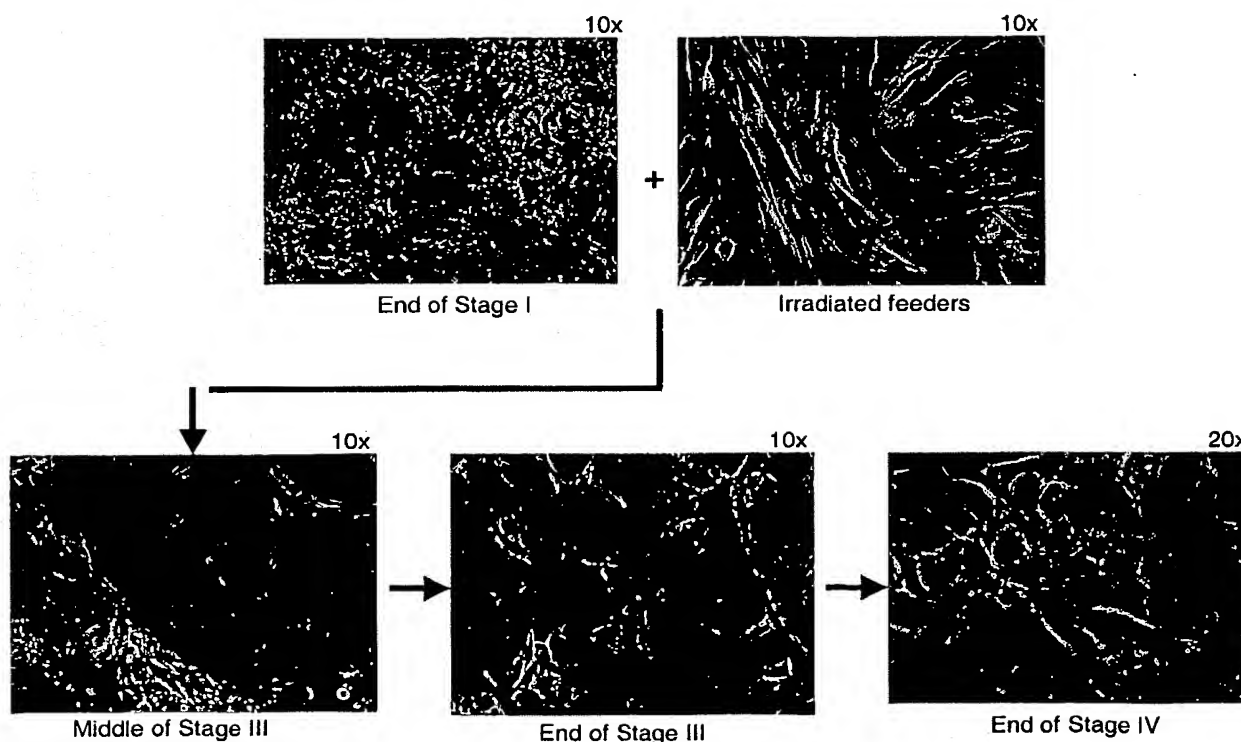 10x
10x
+
End of Stage I
Irradiated feeders
10x
10x
20x
Middle of Stage III
End of Stage III
End of Stage IV